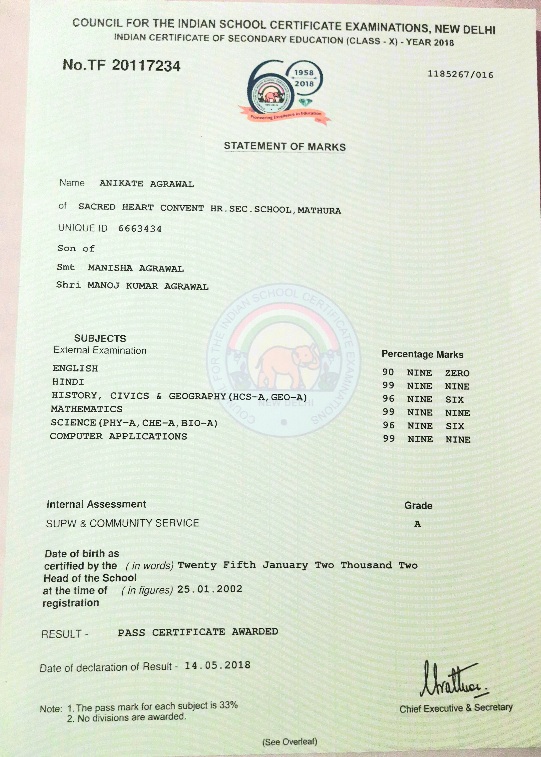 COUNCIL FOR THE INDIAN SCHOOL CERTIFICATE EXAMINATIONS, NEW DELHI
INDIAN CERTIFICATE OF SECONDARY EDUCATION (CLASS - X) - YEAR 2018
No.TF 20117234
1185267/016
1958
2018
Pioneering Excellence in Education
STATEMENT OF MARKS
Name ANIKATE AGRAWAL
of SACRED HEART CONVENT HR.SEC.SCHOOL,MATHURA
UNIQUE ID 6663434
Son of
Smt MANISHA AGRAWAL
Shri MANOJ KUMAR AGRAWAL
COUNCIL FOR THE INDIAN SCHOOL CERTIFICATE EXAMINATIONS
SUBJECTS
External Examination Percentage Marks
ENGLISH 90 NINE ZERO
HINDI 99 NINE NINE
HISTORY, CIVICS & GEOGRAPHY(HCS-A,GEO-A) 96 NINE SIX
MATHEMATICS 99 NINE NINE
SCIENCE(PHY-A,CHE-A,BIO-A) 96 NINE SIX
COMPUTER APPLICATIONS 99 NINE NINE
Internal Assessment Grade
SUPW & COMMUNITY SERVICE A
Date of birth as
certified by the (in words) Twenty Fifth January Two Thousand Two
Head of the School
at the time of (in figures) 25.01.2002
registration
RESULT - PASS CERTIFICATE AWARDED
Date of declaration of Result - 14.05.2018
Note: 1. The pass mark for each subject is 33%
2. No divisions are awarded.
Chief Executive & Secretary
(See Overleaf)